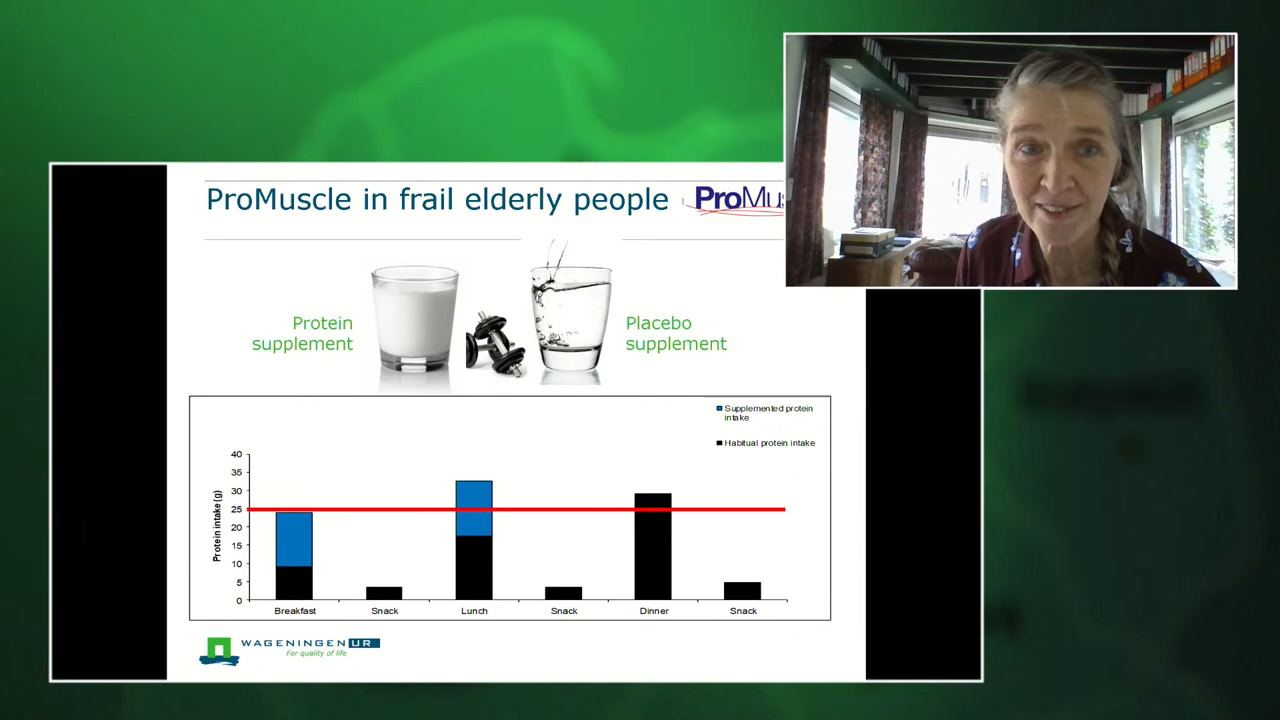 ProMuscle in frail elderly people
ProMus
Protein
supplement
Placebo
supplement
Supplemented protein
intake
Habitual protein intake
Protein intake (g)
40
35
30
25
20
15
10
5
0
Breakfast
Snack
Lunch
Snack
Dinner
Snack
WAGENINGEN UR
For quality of life